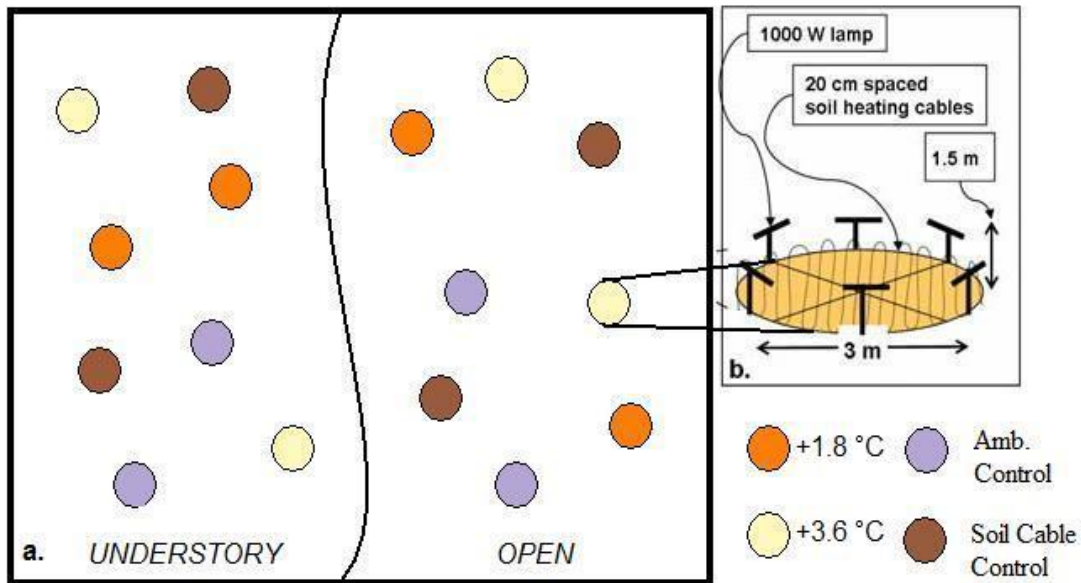 1000 W lamp
20 cm spaced
soil heating cables
1.5 m
3 m
b.
a.
UNDERSTORY
OPEN
+1.8 °C
Amb.
Control
+3.6 °C
Soil Cable
Control